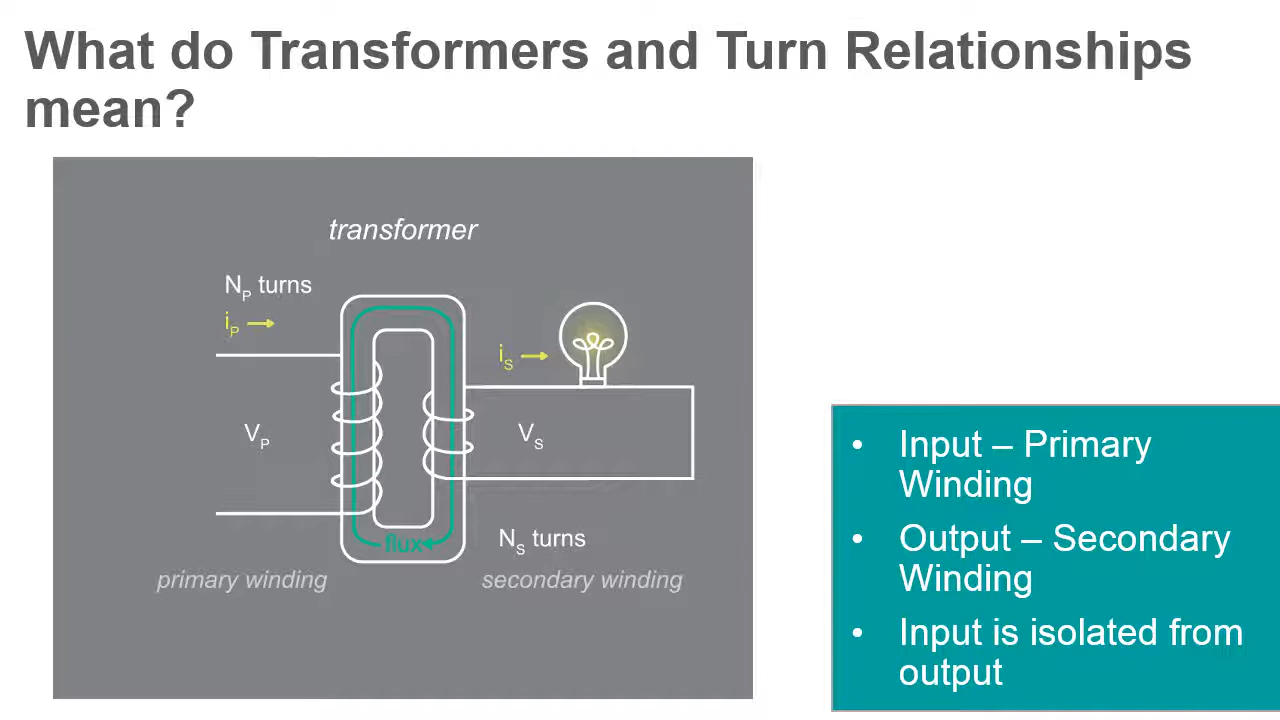 What do Transformers and Turn Relationships
mean?
transformer
N_P turns
i_P
V_P
i_S
V_S
N_S turns
flux
primary winding
secondary winding
• Input – Primary
Winding
• Output – Secondary
Winding
• Input is isolated from
output